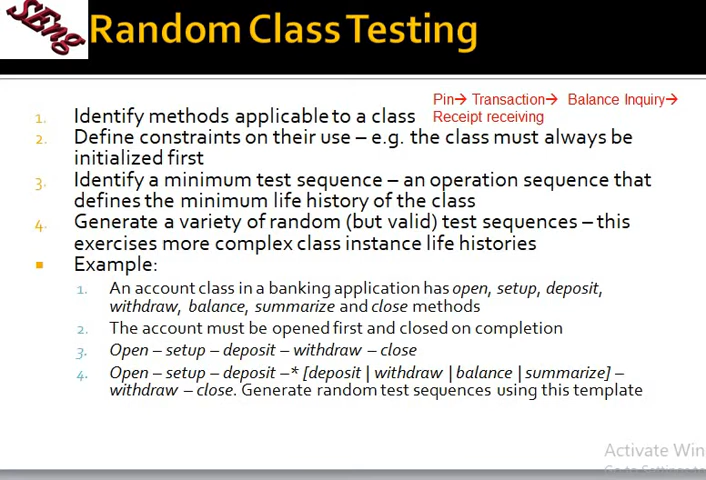 SEng
Random Class Testing
Pin→ Transaction→ Balance Inquiry→
Receipt receiving
1. Identify methods applicable to a class
2. Define constraints on their use – e.g. the class must always be
initialized first
3. Identify a minimum test sequence – an operation sequence that
defines the minimum life history of the class
4. Generate a variety of random (but valid) test sequences – this
exercises more complex class instance life histories
■ Example:
1. An account class in a banking application has open, setup, deposit,
withdraw, balance, summarize and close methods
2. The account must be opened first and closed on completion
3. Open – setup – deposit – withdraw – close
4. Open – setup – deposit –* [deposit | withdraw | balance | summarize] –
withdraw – close. Generate random test sequences using this template
Activate Win
Go to Settings to